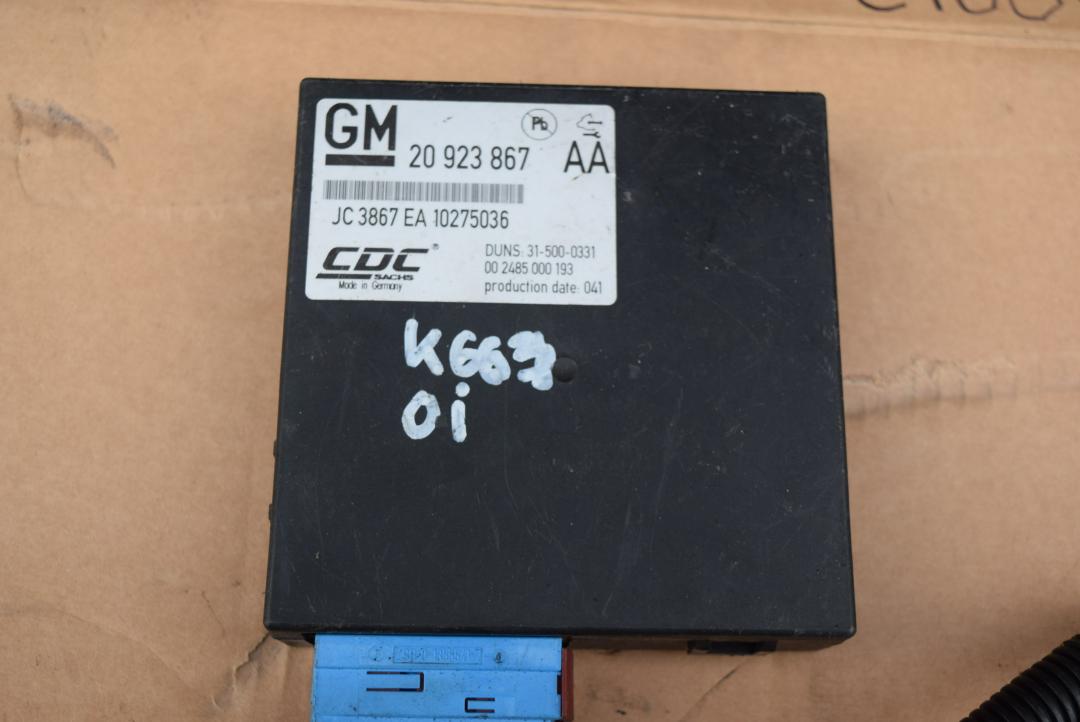 GM
Pb
20 923 867
AA
JC 3867 EA 10275036
CDC®
SACHS
Made in Germany
DUNS: 31-500-0331
00 2485 000 193
production date: 041
K663
0i